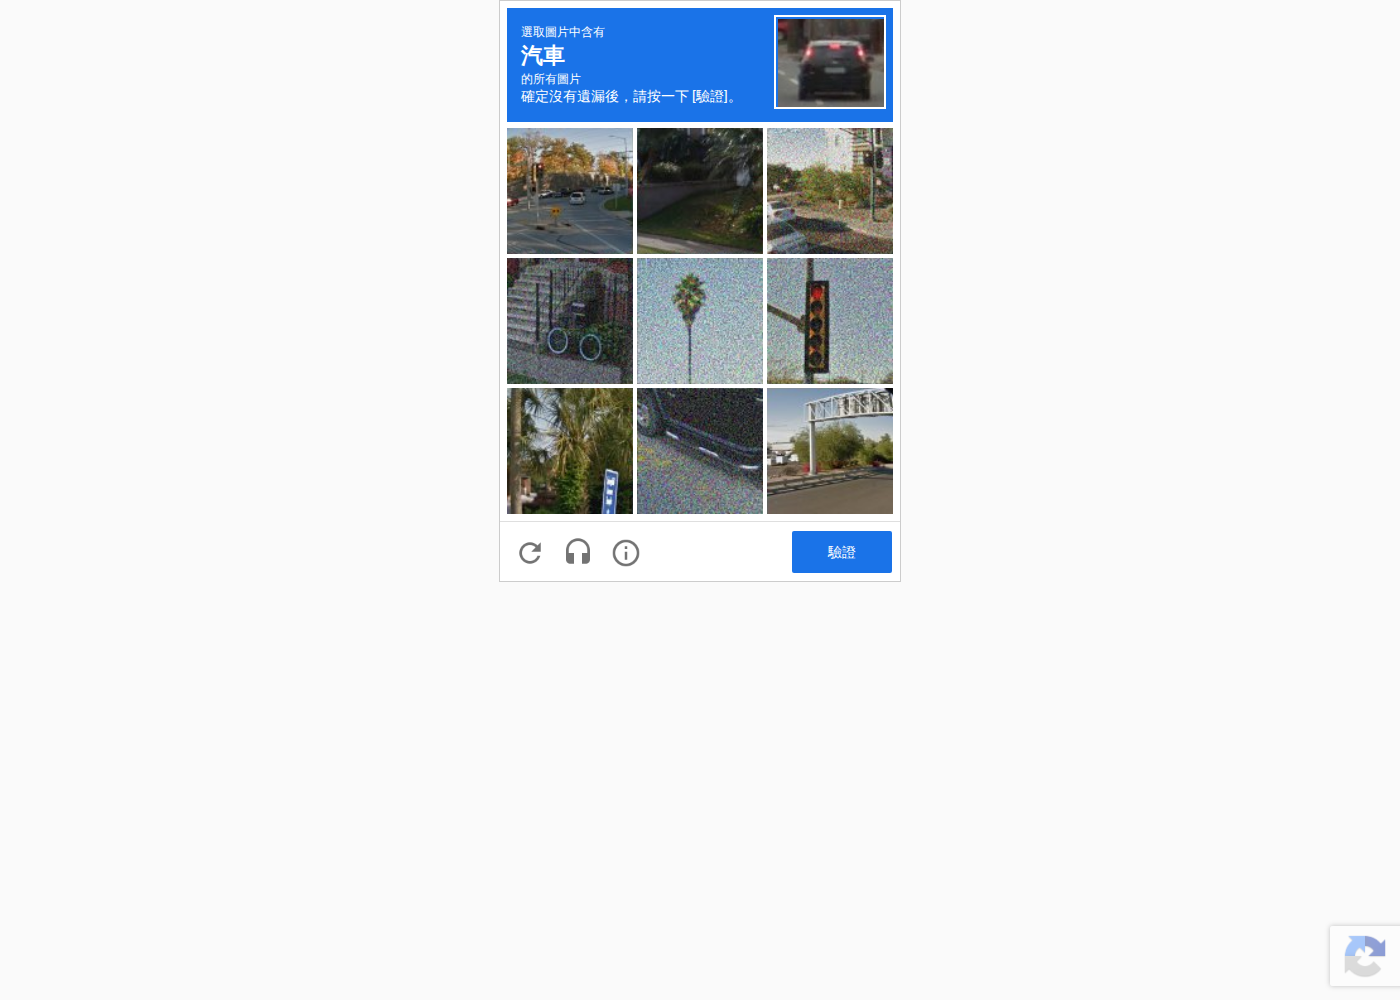 選取圖片中含有
汽車
的所有圖片
確定沒有遺漏後，請按一下 [驗證]。
驗證